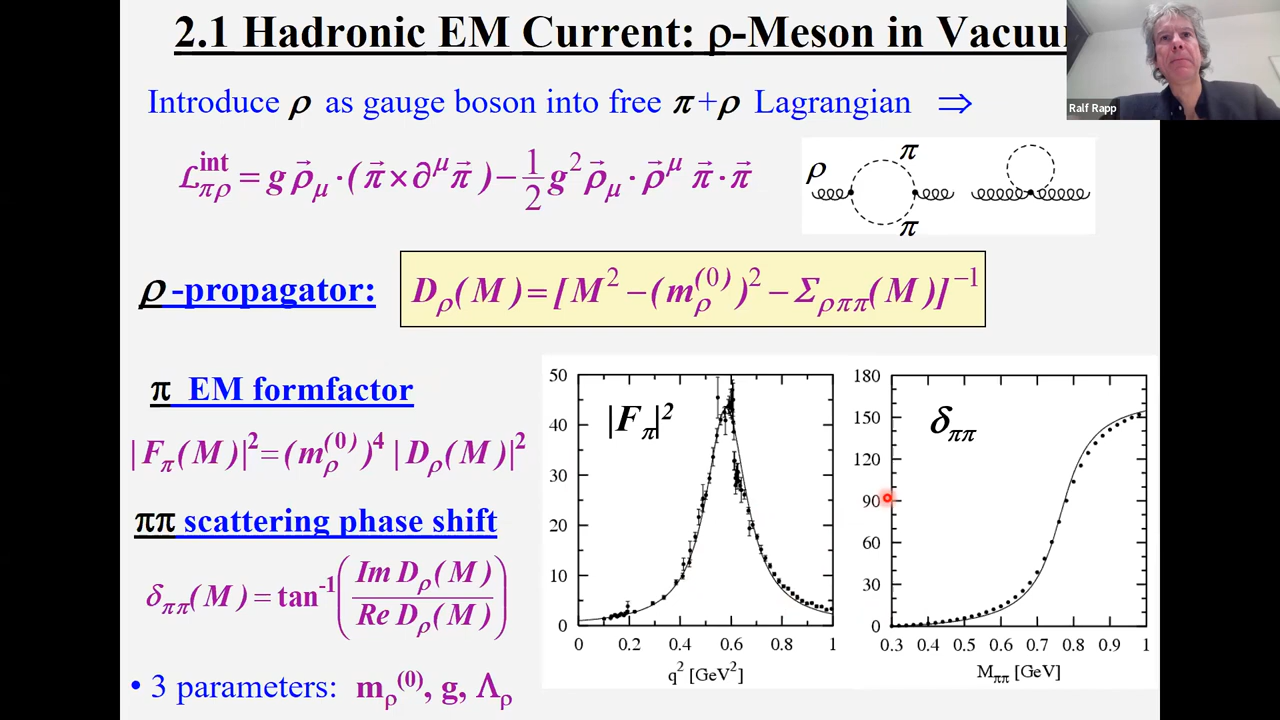 2.1 Hadronic EM Current: ρ-Meson in Vacuu
Ralf Rapp
Introduce ρ as gauge boson into free π+ρ Lagrangian ⇒
ℒ_πρ^int = g ρ⃗_μ · (π⃗ × ∂^μ π⃗) − 1/2 g² ρ⃗_μ · ρ⃗^μ π⃗ · π⃗
ρ
π
π
ρ -propagator:
D_ρ(M) = [M² − (m_ρ^(0))² − Σ_ρππ(M)]⁻¹
π EM formfactor
|F_π(M)|² = (m_ρ^(0))⁴ |D_ρ(M)|²
ππ scattering phase shift
δ_ππ(M) = tan⁻¹(Im D_ρ(M) / Re D_ρ(M))
• 3 parameters: m_ρ^(0), g, Λ_ρ
|F_π|²
50
40
30
20
10
0
0 0.2 0.4 0.6 0.8 1
q² [GeV²]
δ_ππ
180
150
120
90
60
30
0
0.3 0.4 0.5 0.6 0.7 0.8 0.9 1
M_ππ [GeV]